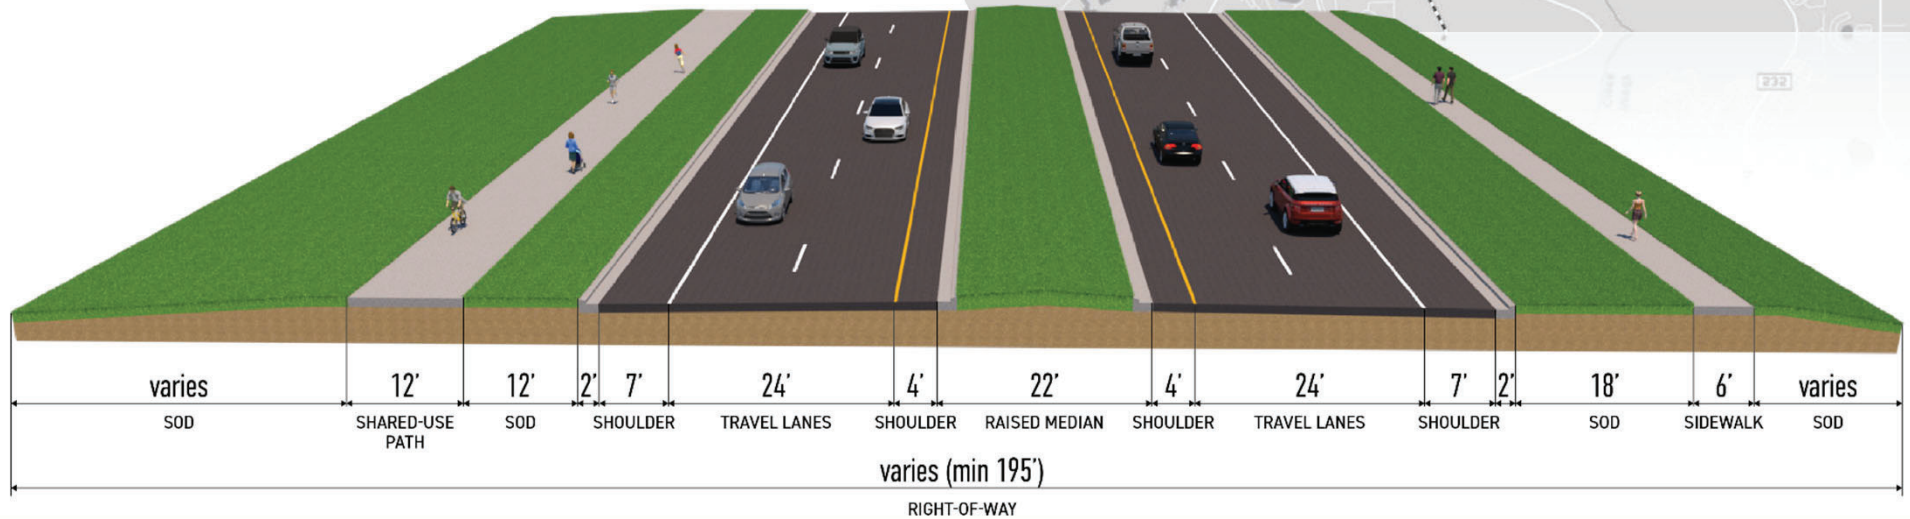 232
varies 12' 12' 2' 7' 24' 4' 22' 4' 24' 7' 2' 18' 6' varies
SOD SHARED-USE PATH SOD SHOULDER TRAVEL LANES SHOULDER RAISED MEDIAN SHOULDER TRAVEL LANES SHOULDER SOD SIDEWALK SOD
varies (min 195')
RIGHT-OF-WAY